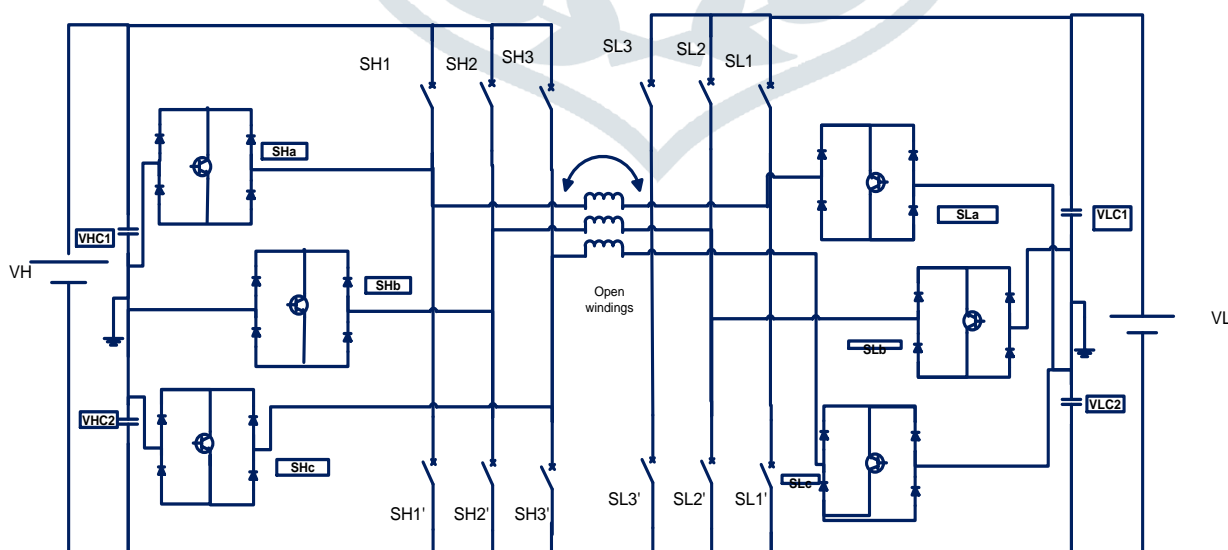 SH1
SH2
SH3
SL3
SL2
SL1
SHa
SLa
VHC1
VLC1
VH
SHb
Open
windings
VL
SLb
VHC2
VLC2
SHc
SLc
SH1'
SH2'
SH3'
SL3'
SL2'
SL1'